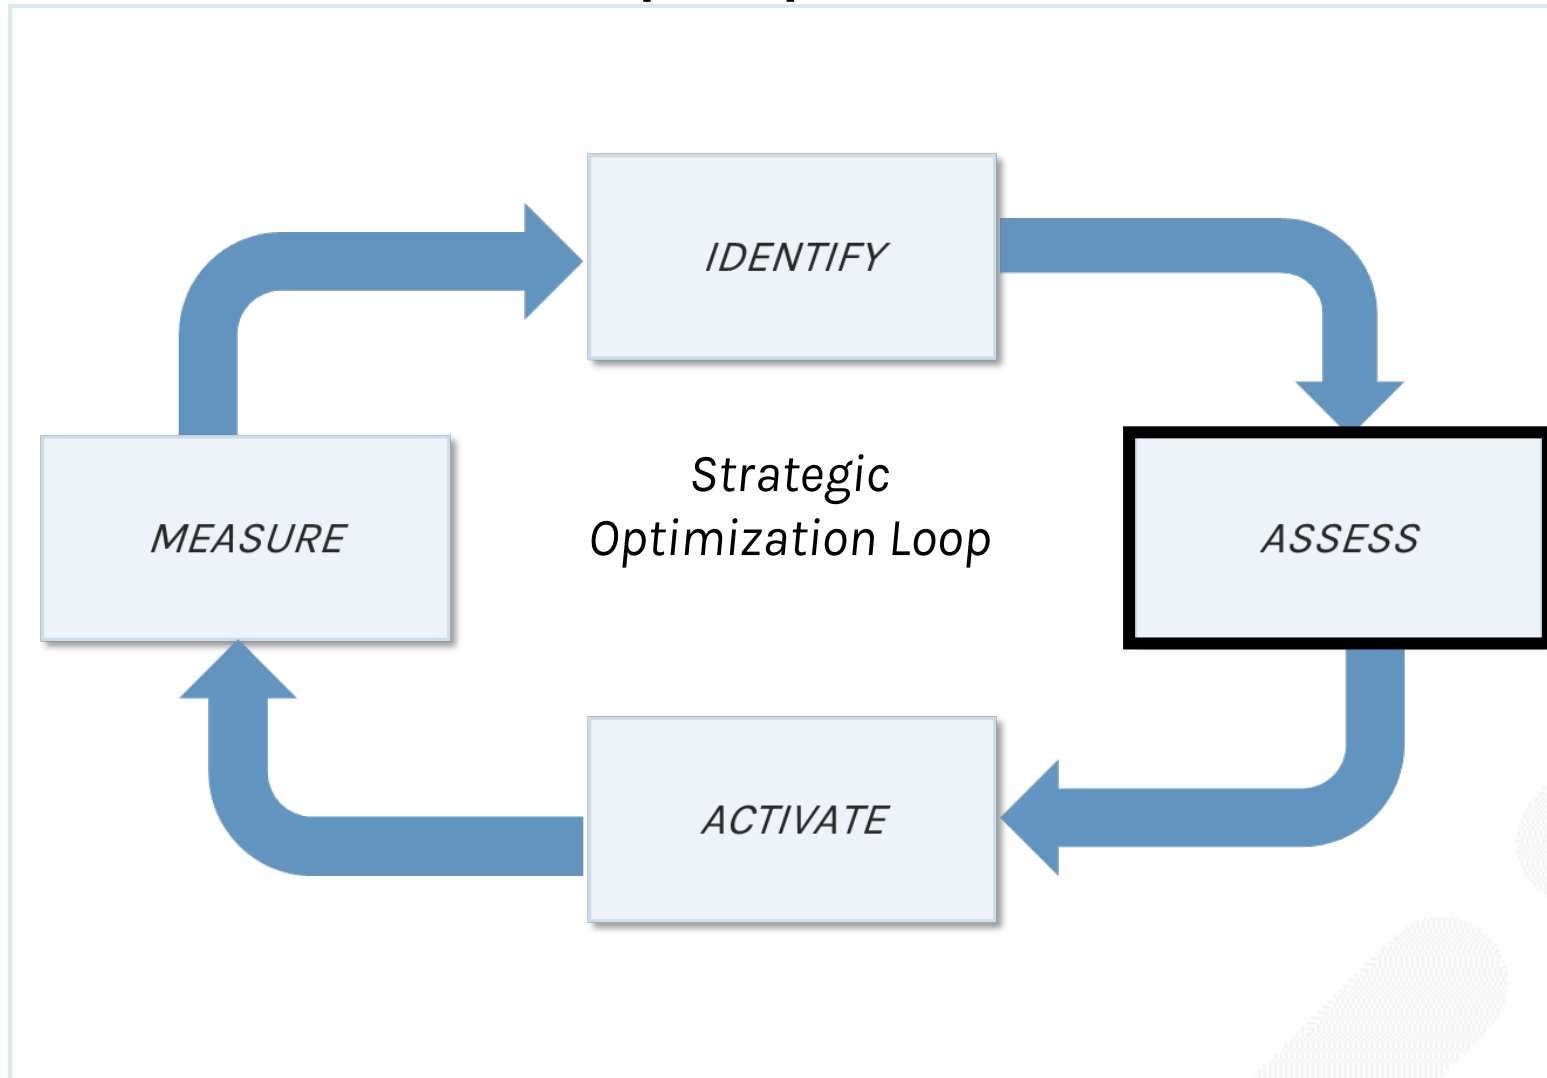 IDENTIFY
Strategic
Optimization Loop
MEASURE
ASSESS
ACTIVATE